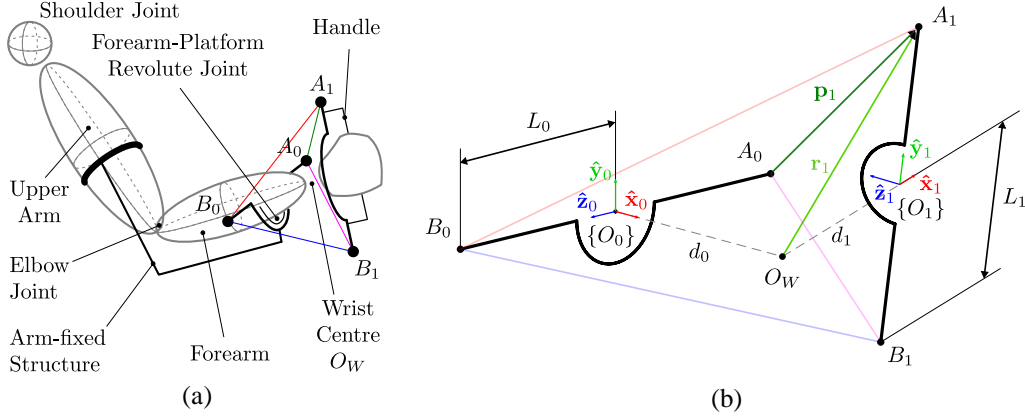 Shoulder Joint
Forearm-Platform
Revolute Joint
Handle
A₁
A₀
B₀
B₁
Upper
Arm
Elbow
Joint
Arm-fixed
Structure
Forearm
Wrist
Centre
O_W
(a)
A₁
p₁
L₀
A₀
r₁
ŷ₀
ẑ₀
x̂₀
{O₀}
B₀
d₀
O_W
d₁
ŷ₁
ẑ₁
x̂₁
{O₁}
L₁
B₁
(b)